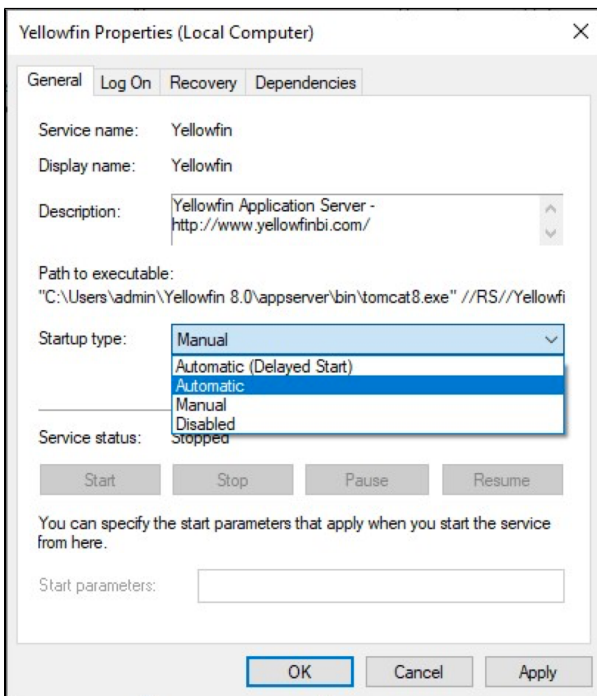 Yellowfin Properties (Local Computer)
General Log On Recovery Dependencies
Service name: Yellowfin
Display name: Yellowfin
Description: Yellowfin Application Server -
http://www.yellowfinbi.com/
Path to executable:
"C:\Users\admin\Yellowfin 8.0\appserver\bin\tomcat8.exe" //RS//Yellowfi
Startup type: Manual
Automatic (Delayed Start)
Automatic
Manual
Disabled
Service status: Stopped
Start Stop Pause Resume
You can specify the start parameters that apply when you start the service
from here.
Start parameters:
OK Cancel Apply